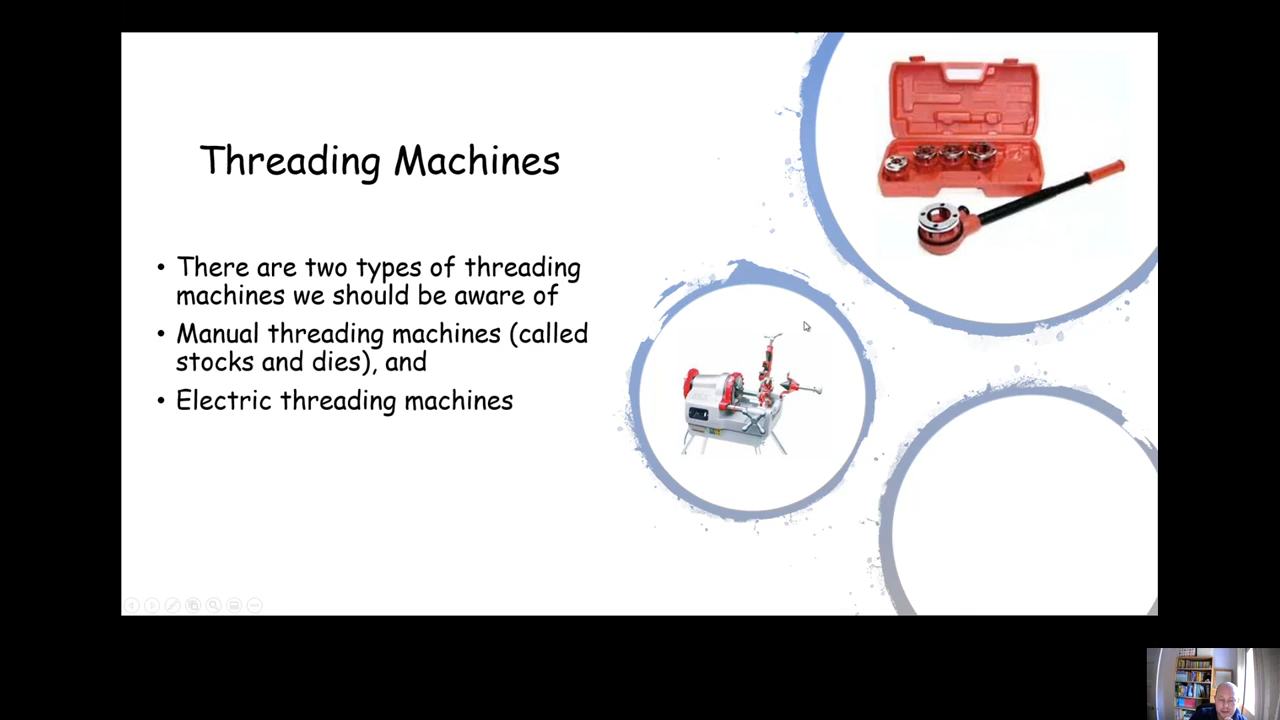 Threading Machines
• There are two types of threading
machines we should be aware of
• Manual threading machines (called
stocks and dies), and
• Electric threading machines